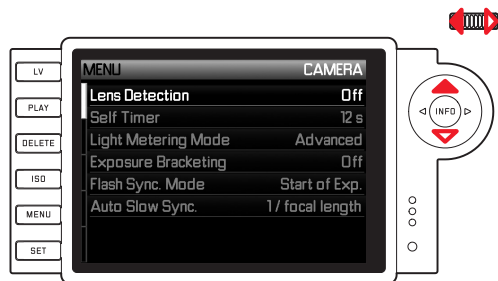 LV
PLAY
DELETE
ISO
MENU
SET
MENU CAMERA
Lens Detection Off
Self Timer 12 s
Light Metering Mode Advanced
Exposure Bracketing Off
Flash Sync. Mode Start of Exp.
Auto Slow Sync. 1/ focal length
INFO